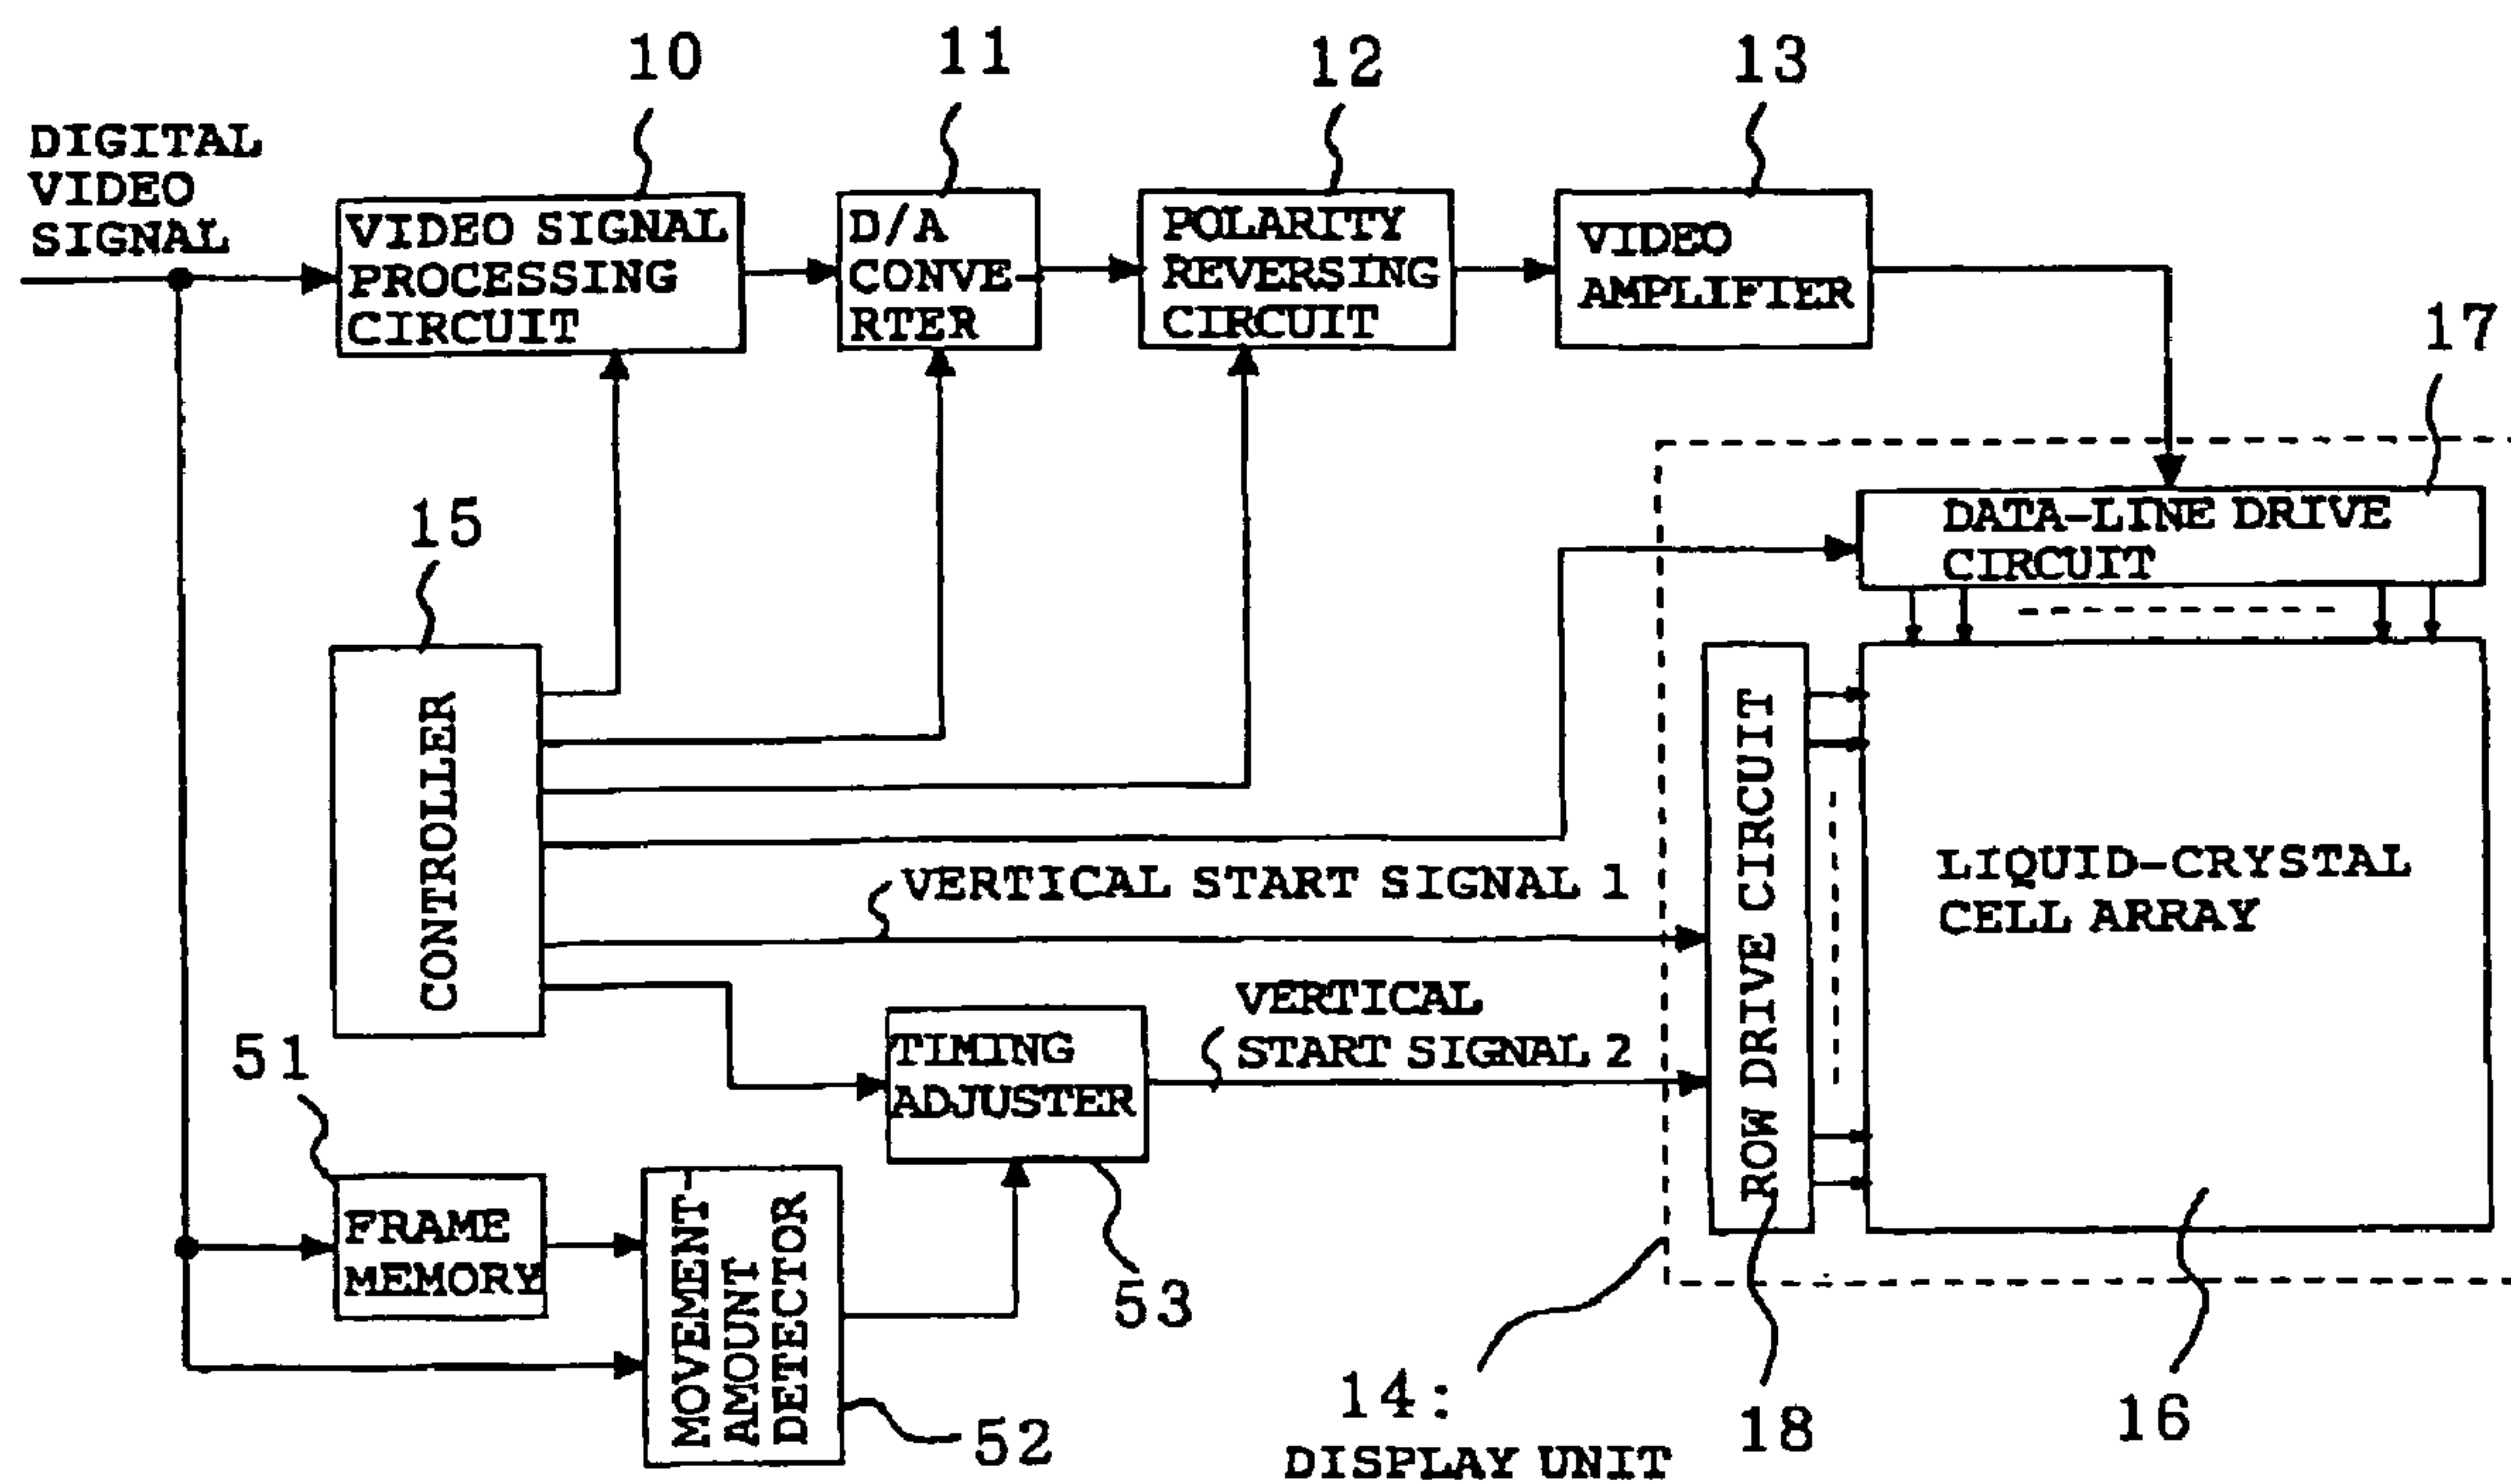 10
11
12
13
DIGITAL
VIDEO
SIGNAL
VIDEO SIGNAL
PROCESSING
CIRCUIT
D/A
CONVE-
RTER
POLARITY
REVERSING
CIRCUIT
VIDEO
AMPLIFIER
17
DATA-LINE DRIVE
CIRCUIT
15
CONTROLLER
VERTICAL START SIGNAL 1
ROW DRIVE CIRCUIT
LIQUID-CRYSTAL
CELL ARRAY
VERTICAL
START SIGNAL 2
TIMING
ADJUSTER
51
FRAME
MEMORY
MOVEMENT-
AMOUNT
DETECTOR
53
52
14:
DISPLAY UNIT
18
16